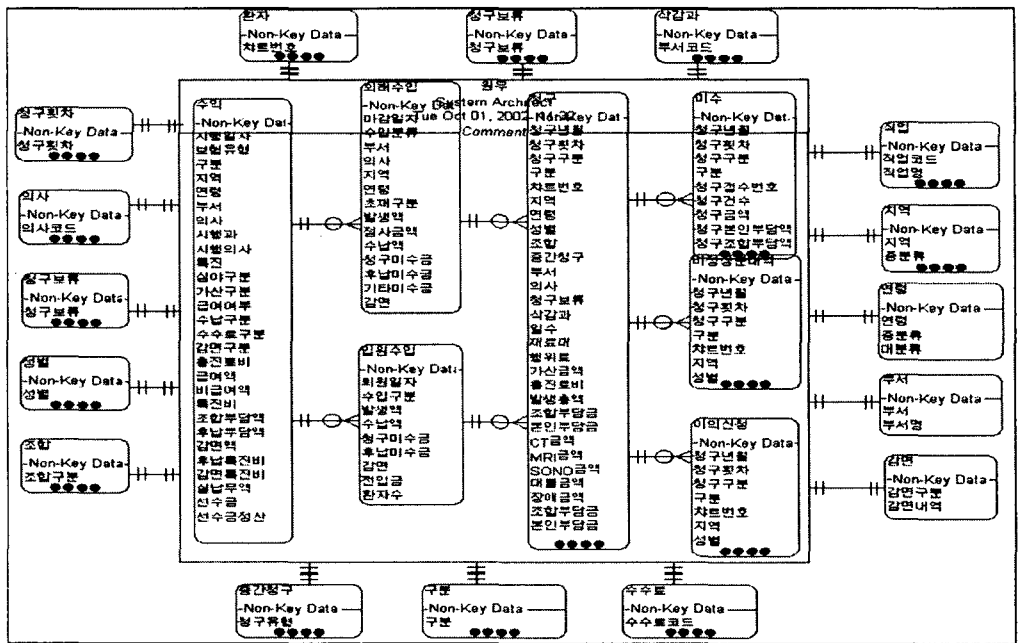 환자
Non-Key Data
챠트번호
청구보류
Non-Key Data
청구보류
삭감과
Non-Key Data
부서코드
원무
System Architect
Tue Oct 01, 2002
Comment
청구횟차
Non-Key Data
청구횟차
의사
Non-Key Data
의사코드
청구보류
Non-Key Data
청구보류
성별
Non-Key Data
성별
조합
Non-Key Data
조합구분
수익
Non-Key Dat
시행일자
보험유형
구분
지역
연령
부서
의사
시행과
시행의사
특진
심야구분
가산구분
급여여부
수납구분
수수료구분
감면구분
총진료비
급여액
비급여액
특진비
조합부담액
후납부담액
감면액
후납특진비
감면특진비
실납부액
선수금
선수금정산
외래수입
Non-Key Dat
마감일자
수입분류
부서
의사
지역
연령
초재구분
발생액
심사금액
수납액
청구미수금
후납미수금
기타미수금
감면
입원수입
Non-Key Dat
퇴원일자
수입구분
발생액
수납액
청구미수금
후납미수금
감면
전입금
환자수
청구
Non-Key Dat
청구년월
청구횟차
청구구분
구분
챠트번호
지역
연령
성별
조합
중간청구
부서
의사
청구보류
삭감과
일수
재료대
행위료
가산금액
총진료비
발생총액
조합부담금
본인부담금
CT금액
MRI금액
SONO금액
대불금액
장애금액
조합부담금
본인부담금
미수
Non-Key Dat
청구년월
청구횟차
청구구분
구분
청구접수번호
청구건수
청구금액
청구본인부담액
청구조합부담액
Non-Key Dat
청구년월
청구횟차
청구구분
구분
챠트번호
지역
성별
이의신청
Non-Key Dat
청구년월
청구횟차
청구구분
구분
챠트번호
지역
성별
직업
Non-Key Data
직업코드
직업명
지역
Non-Key Data
지역
중분류
연령
Non-Key Data
연령
중분류
대분류
부서
Non-Key Data
부서
부서명
감면
Non-Key Data
감면구분
감면내역
중간청구
Non-Key Data
청구유형
구분
Non-Key Data
구분
수수료
Non-Key Data
수수료코드